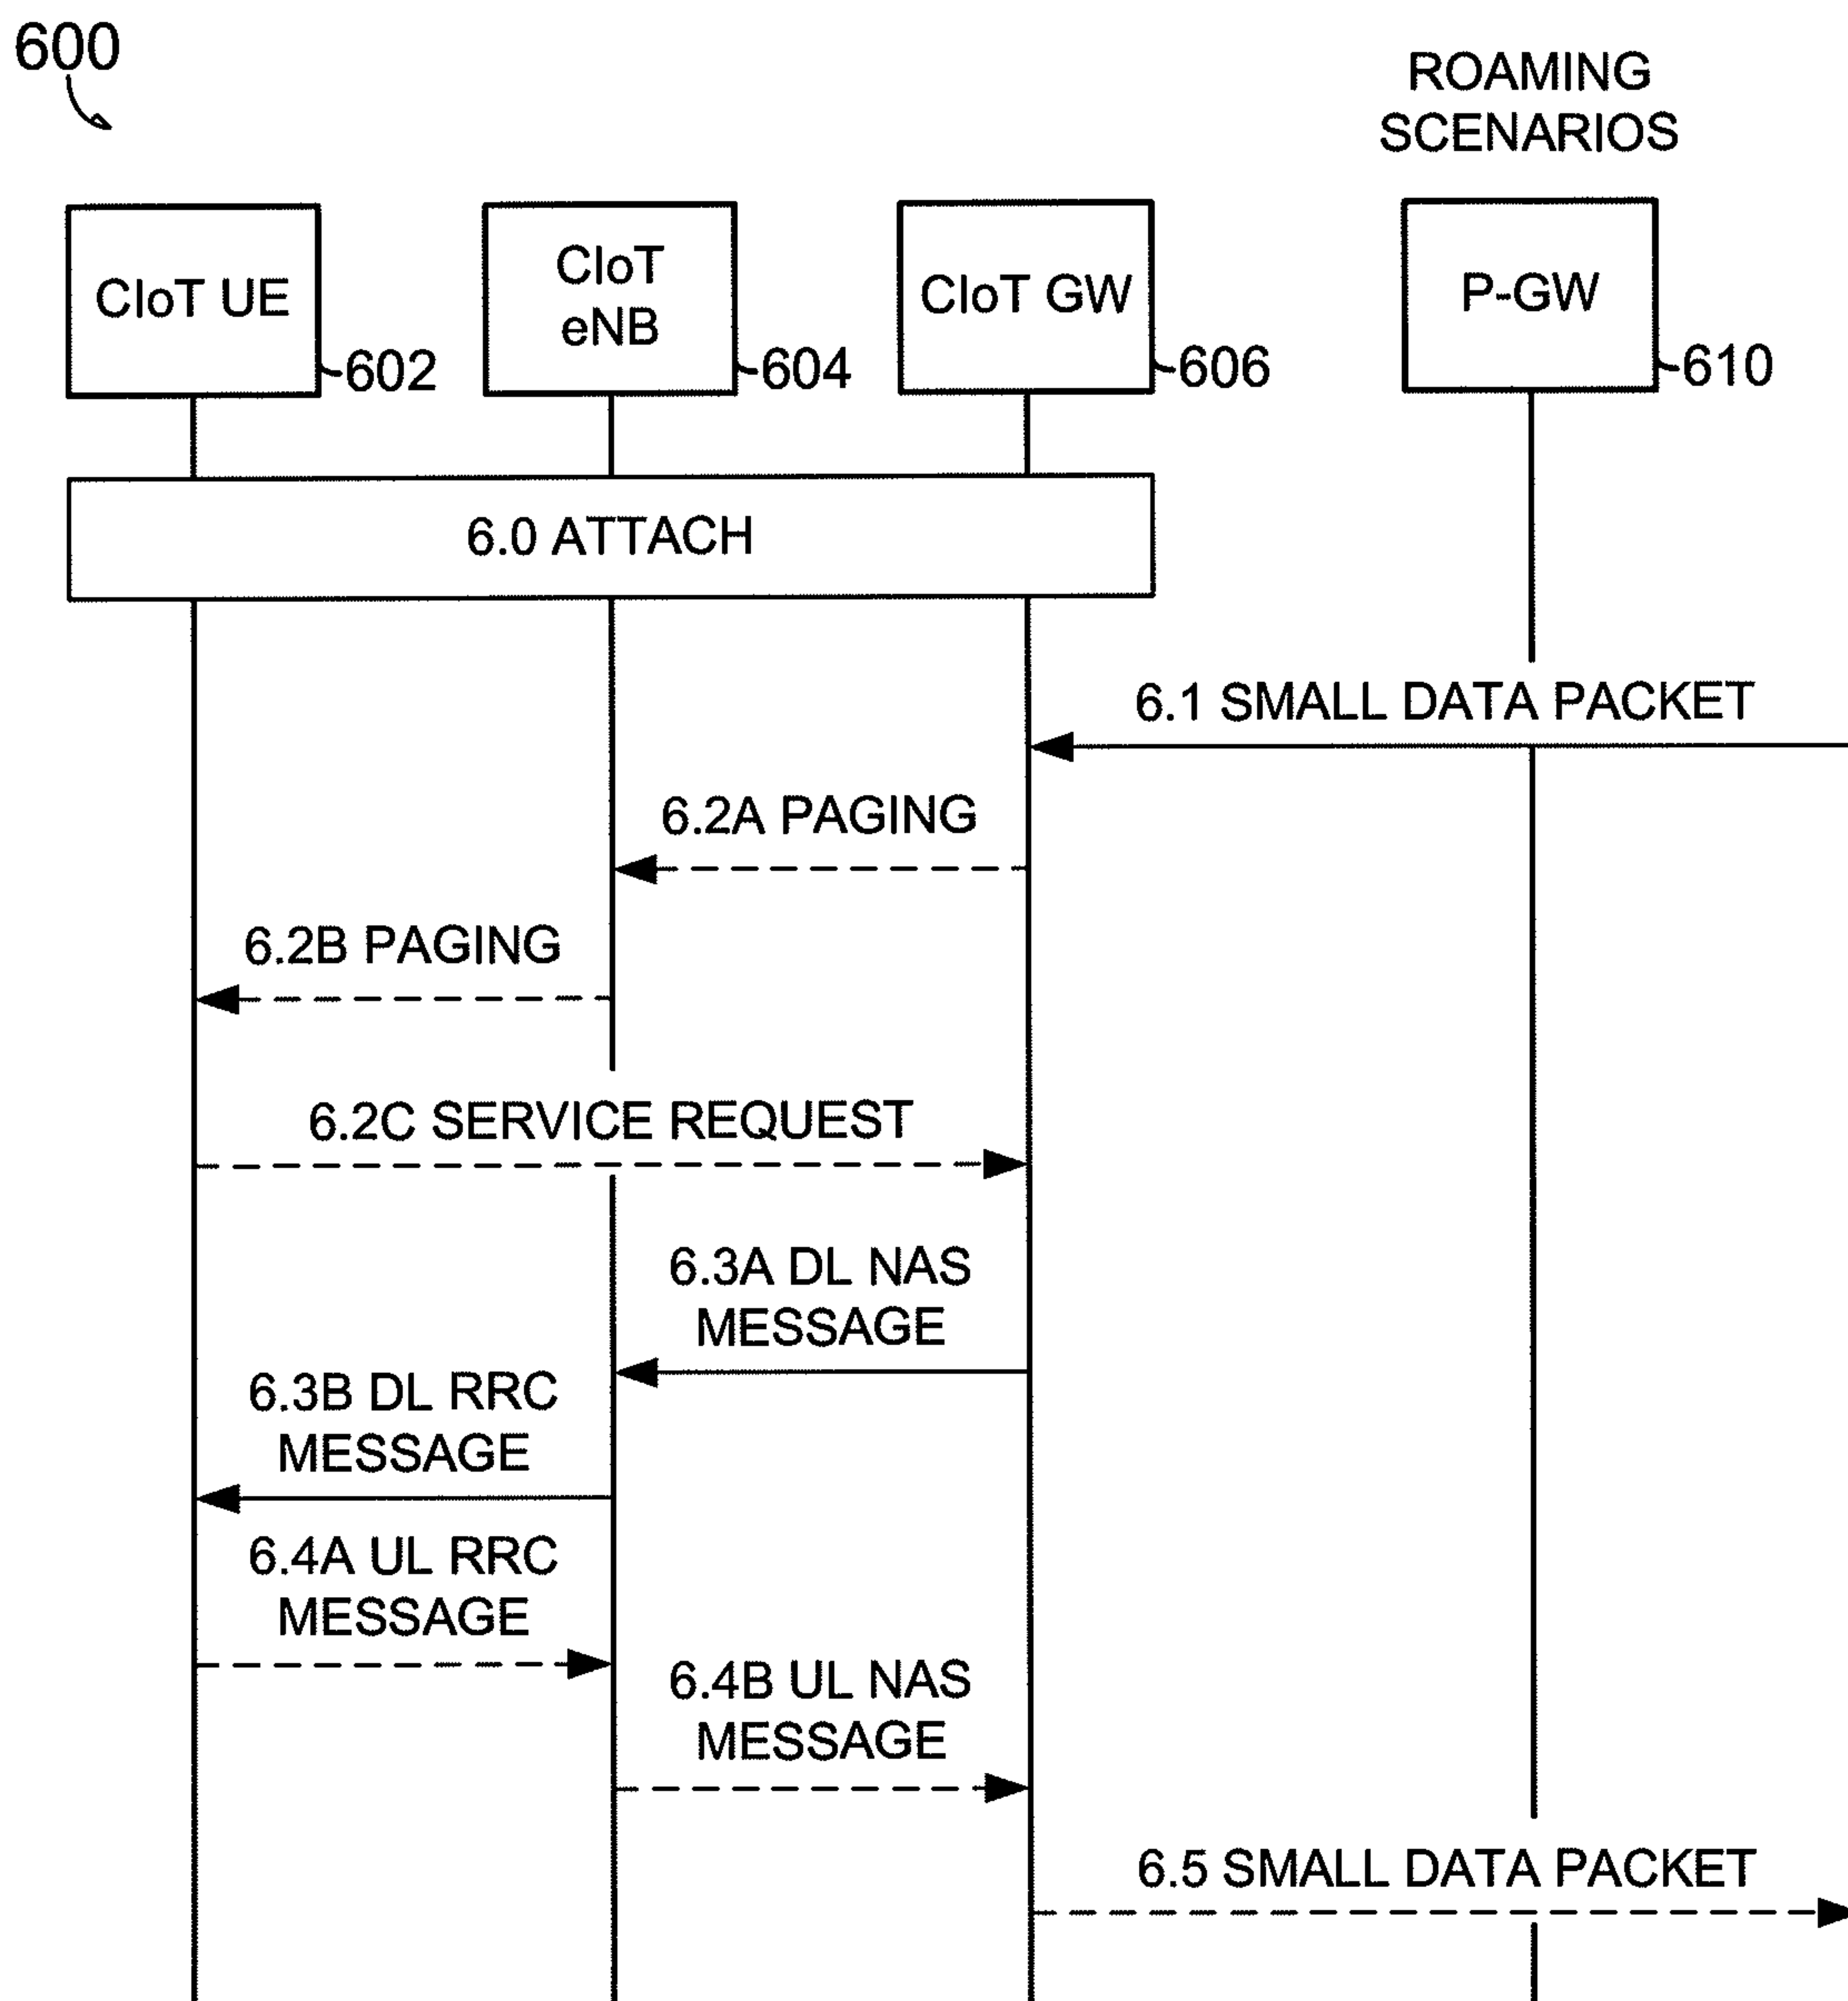 600
ROAMING
SCENARIOS
CIoT UE
602
CIoT
eNB
604
CIoT GW
606
P-GW
610
6.0 ATTACH
6.1 SMALL DATA PACKET
6.2A PAGING
6.2B PAGING
6.2C SERVICE REQUEST
6.3A DL NAS
MESSAGE
6.3B DL RRC
MESSAGE
6.4A UL RRC
MESSAGE
6.4B UL NAS
MESSAGE
6.5 SMALL DATA PACKET